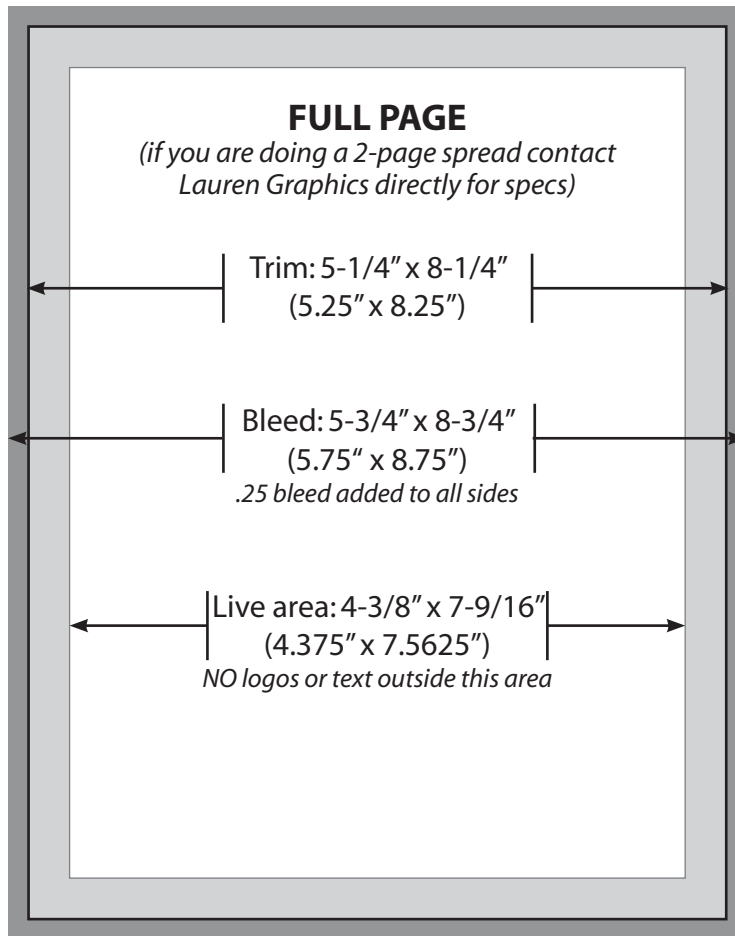 FULL PAGE
(if you are doing a 2-page spread contact
Lauren Graphics directly for specs)
Trim: 5-1/4” x 8-1/4”
(5.25” x 8.25”)
Bleed: 5-3/4” x 8-3/4”
(5.75“ x 8.75”)
.25 bleed added to all sides
Live area: 4-3/8” x 7-9/16”
(4.375” x 7.5625”)
NO logos or text outside this area